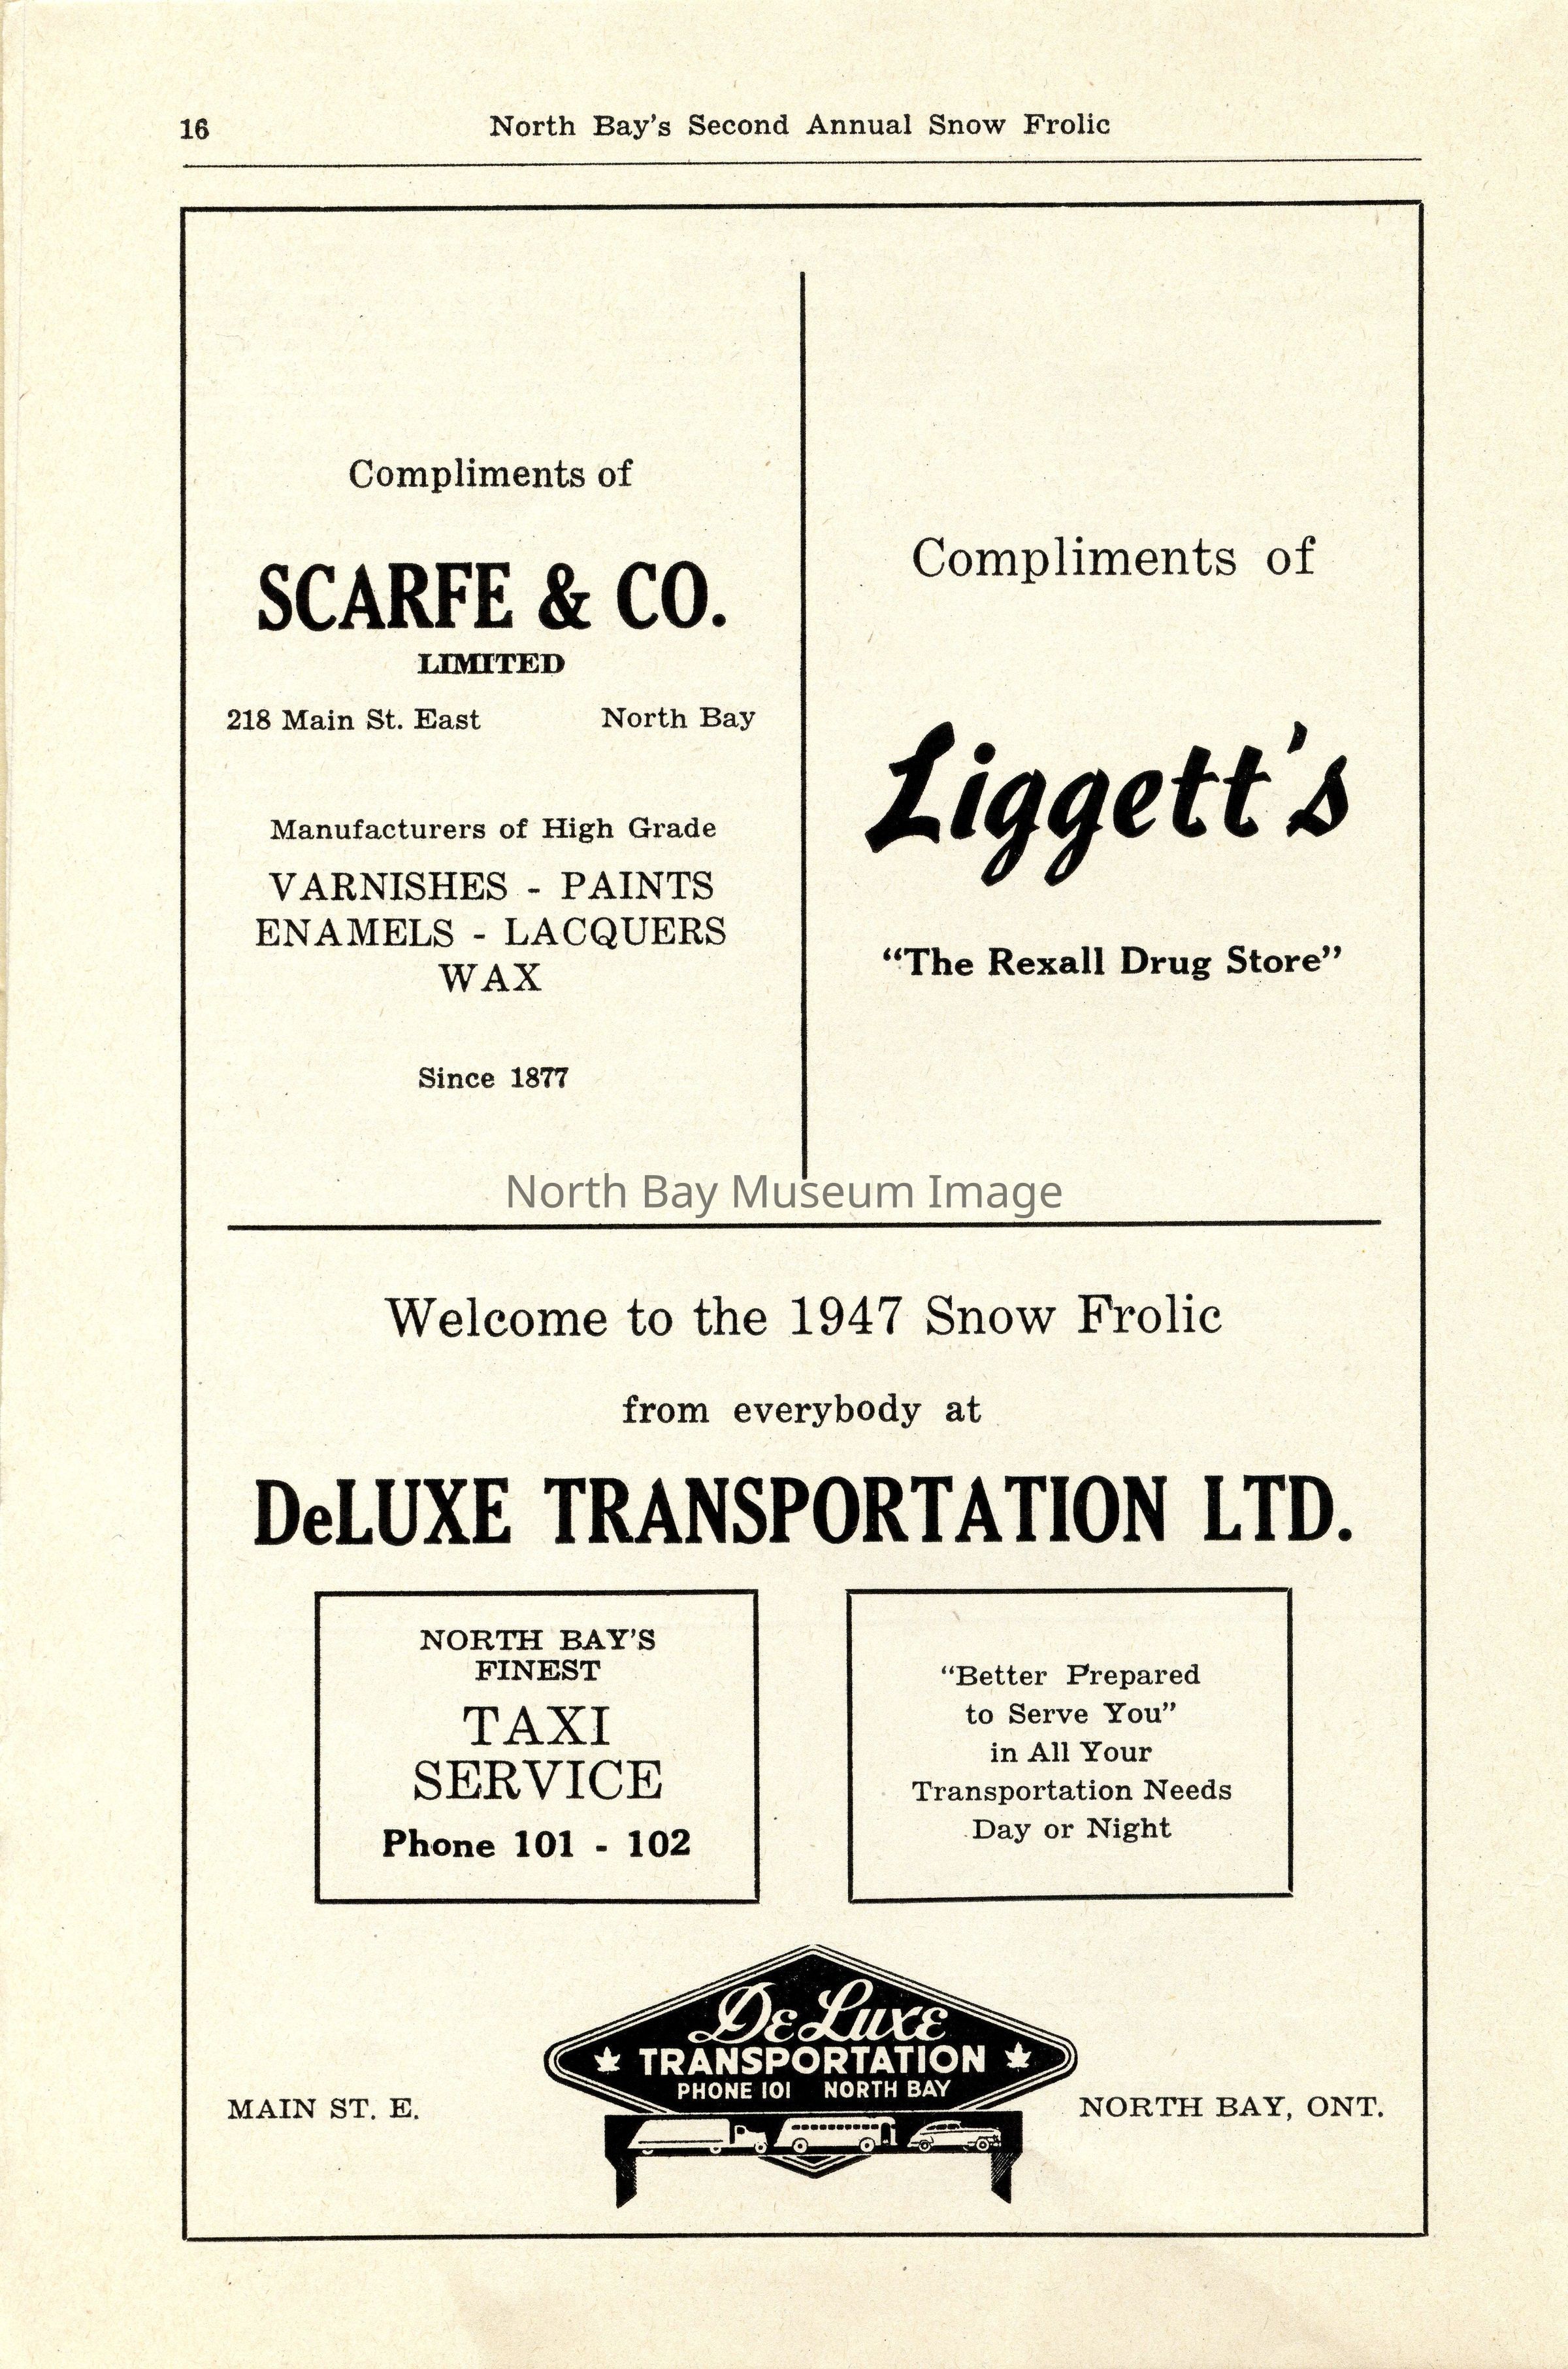 16
North Bay's Second Annual Snow Frolic
Compliments of
SCARFE & CO.
LIMITED
218 Main St. East North Bay
Manufacturers of High Grade
VARNISHES - PAINTS
ENAMELS - LACQUERS
WAX
Since 1877
Compliments of
Liggett's
“The Rexall Drug Store”
North Bay Museum Image
Welcome to the 1947 Snow Frolic
from everybody at
DeLUXE TRANSPORTATION LTD.
NORTH BAY'S
FINEST
TAXI
SERVICE
Phone 101 - 102
“Better Prepared
to Serve You”
in All Your
Transportation Needs
Day or Night
DeLuxe
TRANSPORTATION
PHONE 101 NORTH BAY
MAIN ST. E.
NORTH BAY, ONT.